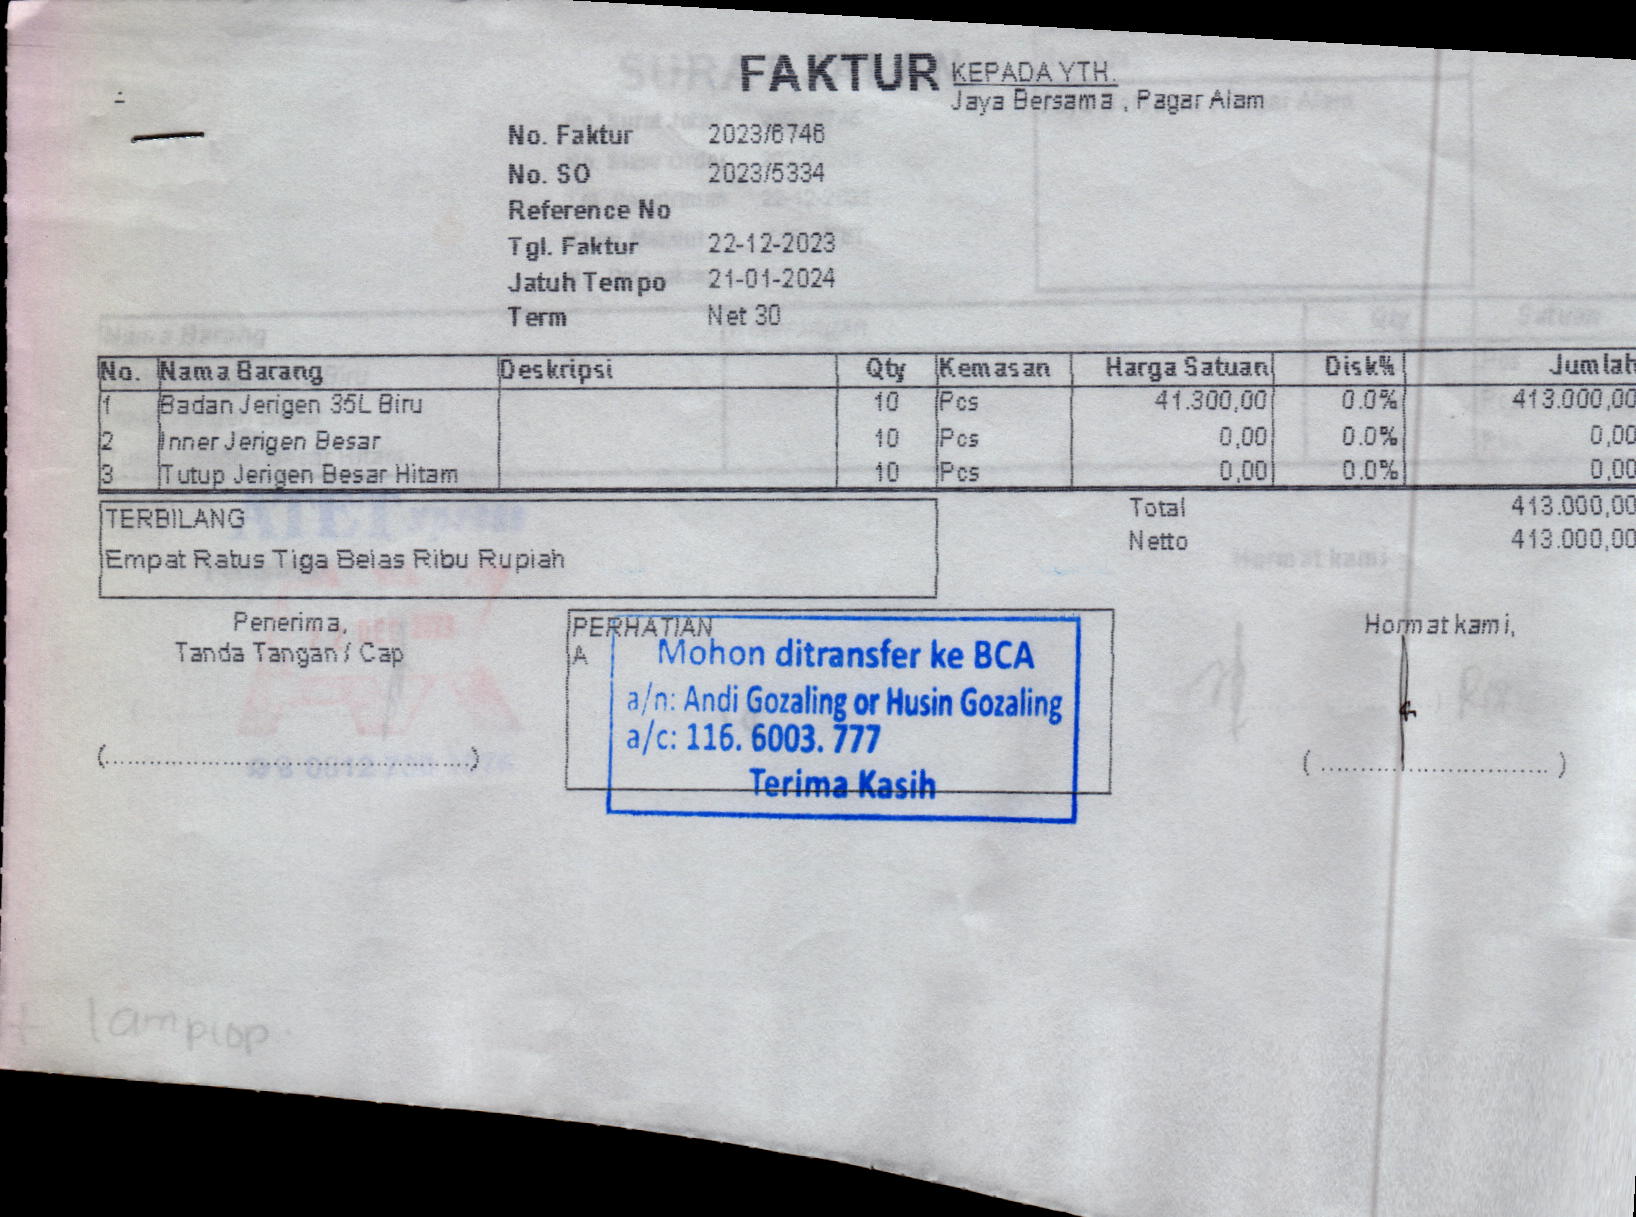 FAKTUR
KEPADA YTH.
Jaya Bersama , Pagar Alam
No. Faktur 2023/6746
No. SO 2023/5334
Reference No
Tgl. Faktur 22-12-2023
Jatuh Tempo 21-01-2024
Term Net 30
No. Nama Barang Deskripsi Qty Kemasan Harga Satuan Disk% Jumlah
1 Badan Jerigen 35L Biru 10 Pcs 41.300,00 0.0% 413.000,00
2 Inner Jerigen Besar 10 Pcs 0,00 0.0% 0,00
3 Tutup Jerigen Besar Hitam 10 Pcs 0,00 0.0% 0,00
Total 413.000,00
Netto 413.000,00
TERBILANG
Empat Ratus Tiga Belas Ribu Rupiah
Penerima,
Tanda Tangan / Cap
(................................................)
PERHATIAN
A
Mohon ditransfer ke BCA
a/n: Andi Gozaling or Husin Gozaling
a/c: 116. 6003. 777
Terima Kasih
Hormat kami,
(.................................)